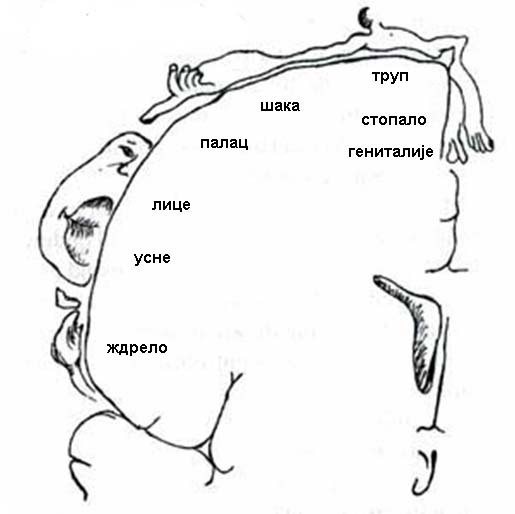 труп
шака
стопало
палац
гениталије
лице
усне
ждрело